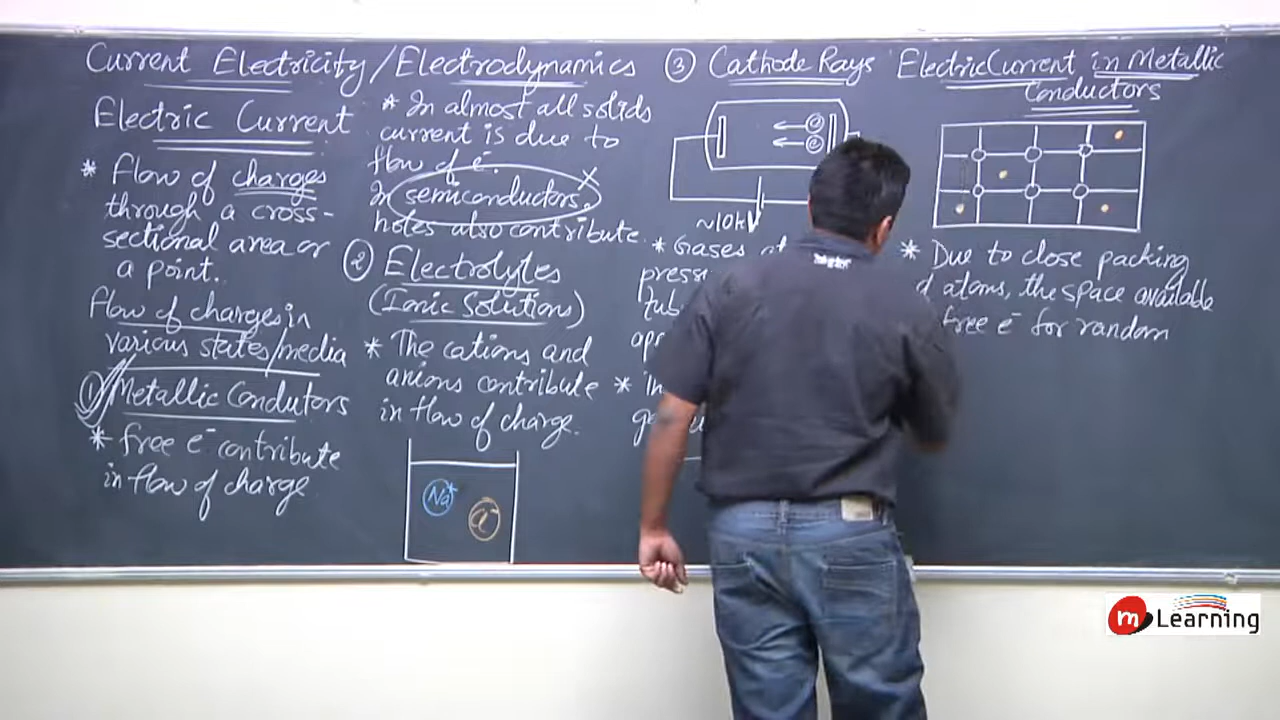 Current Electricity/Electrodynamics
Electric Current
* Flow of charges
through a cross-
sectional area or
a point.
Flow of charges in
various states/media
① Metallic Condutors
* free e⁻ contribute
in flow of charge
* In almost all solids
current is due to
flow of e⁻.
In semiconductors,
holes also contribute.
② Electrolytes
(Ionic Solutions)
* The cations and
anions contribute
in flow of charge.
Na⁺
Cl⁻
③ Cathode Rays
e
e
~10kV
* Gases
press
tub
*
Electric Current in Metallic
Conductors
* Due to close packing
atoms, the space available
free e⁻ for random
m Learning